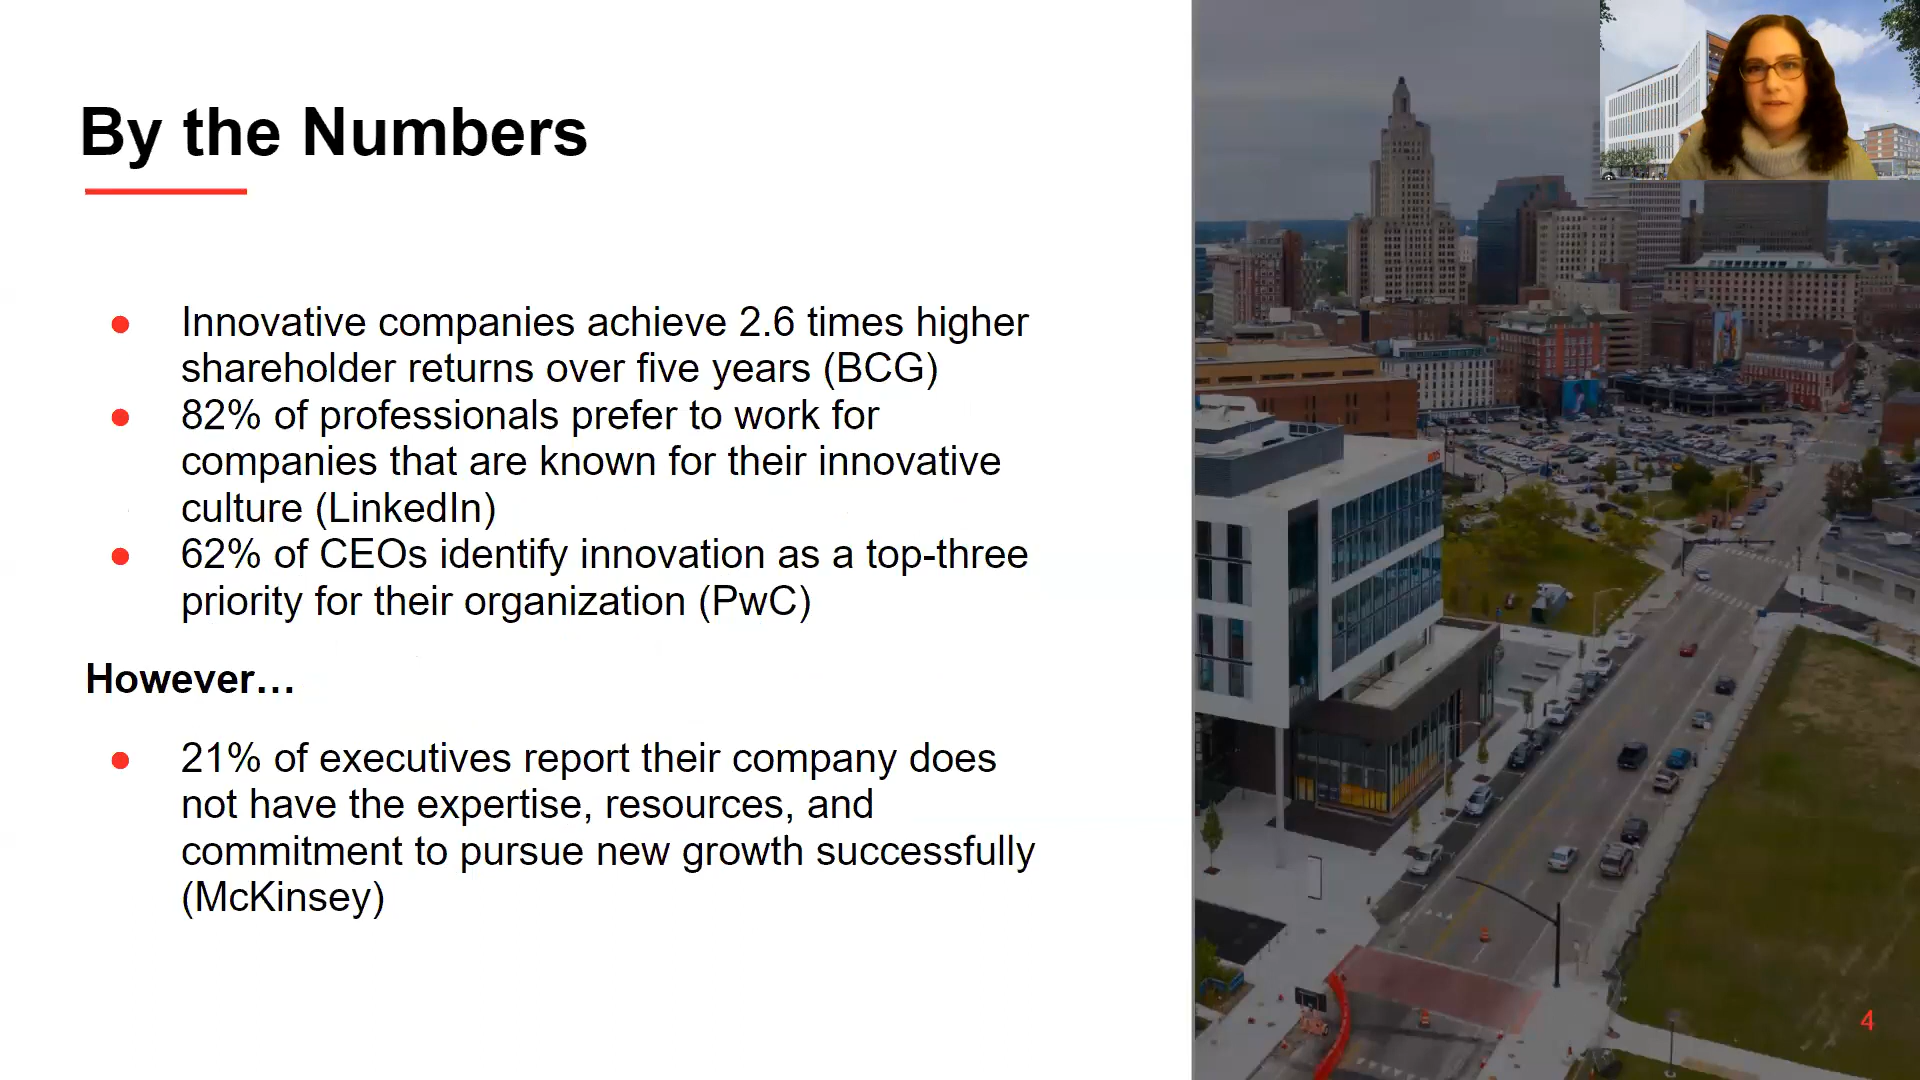 By the Numbers
● Innovative companies achieve 2.6 times higher
shareholder returns over five years (BCG)
● 82% of professionals prefer to work for
companies that are known for their innovative
culture (LinkedIn)
● 62% of CEOs identify innovation as a top-three
priority for their organization (PwC)
However…
● 21% of executives report their company does
not have the expertise, resources, and
commitment to pursue new growth successfully
(McKinsey)
4